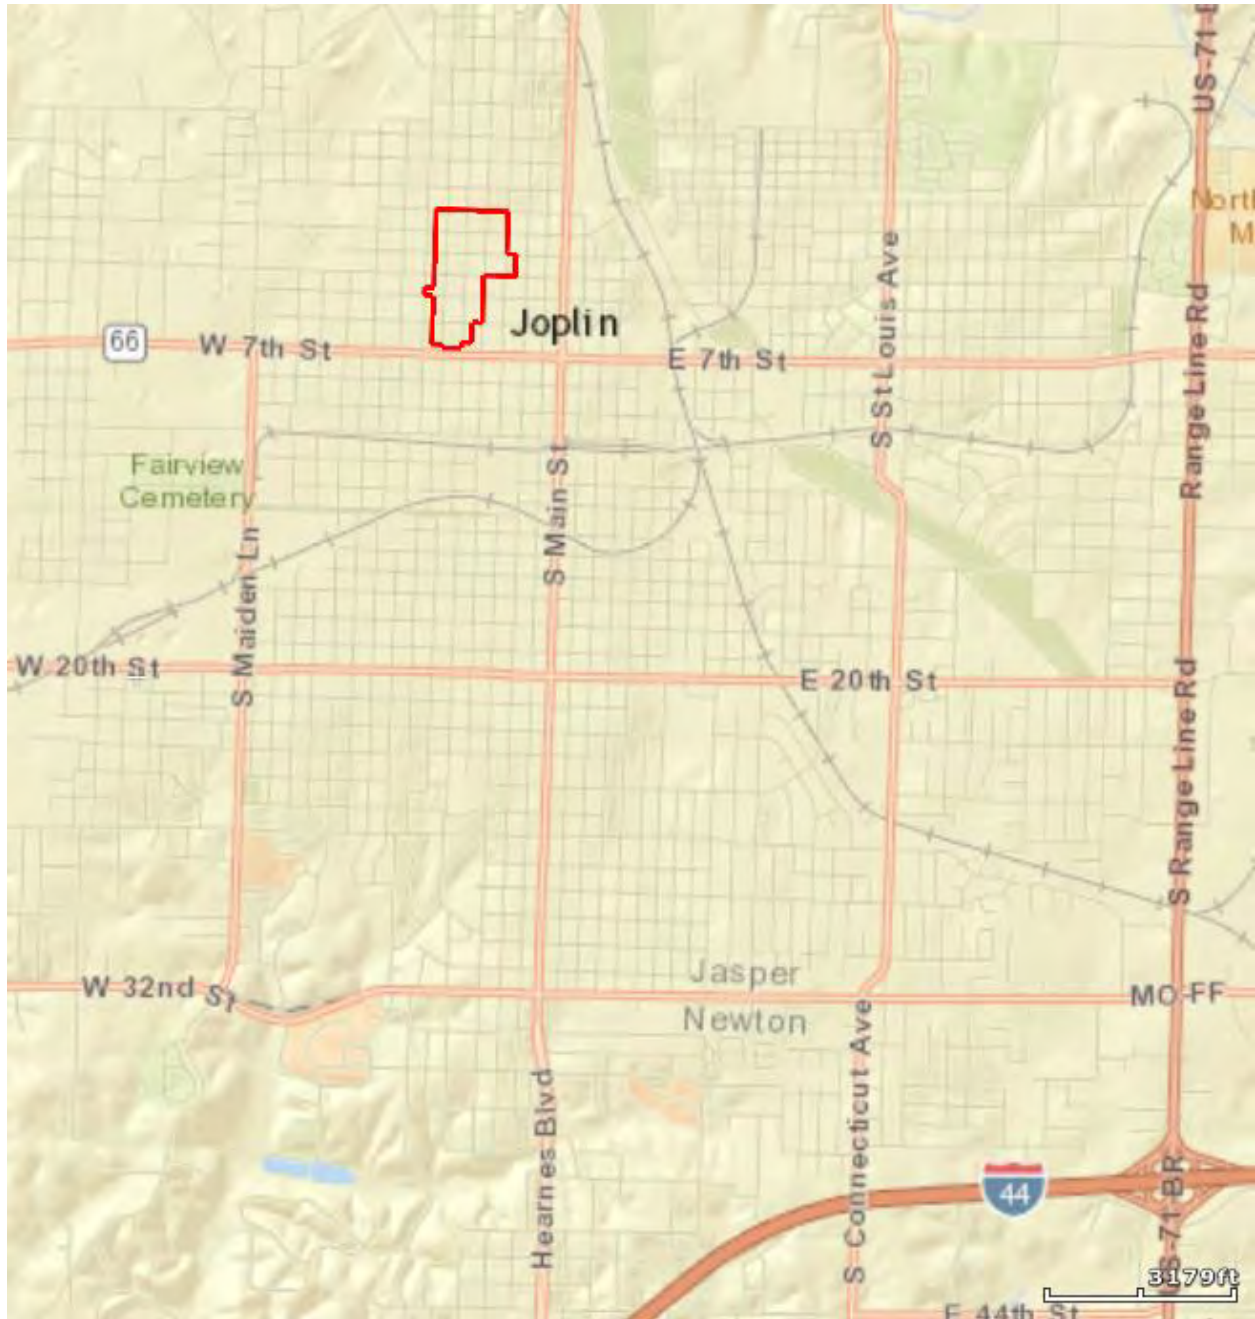 US-71-B
North
M
S St Louis Ave
Range Line Rd
Joplin
66
W 7th St
E 7th St
Fairview
Cemetery
S Main St
S Maiden Ln
W 20th St
E 20th St
S Range Line Rd
W 32nd St
Jasper
Newton
MO-FF
S Connecticut Ave
Hearnes Blvd
44
US-71-BR
3179ft
E 44th St